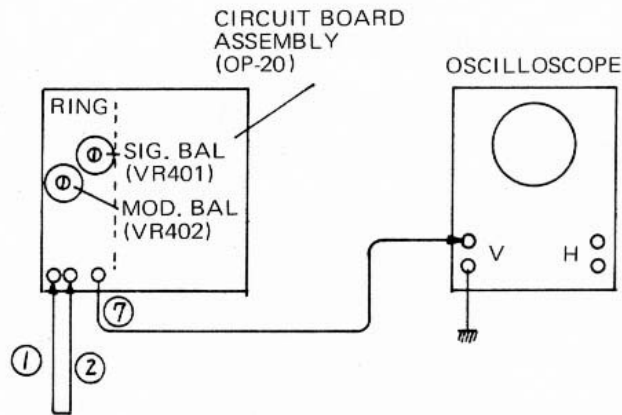 CIRCUIT BOARD
ASSEMBLY
(OP-20)
OSCILLOSCOPE
RING
SIG. BAL
(VR401)
MOD. BAL
(VR402)
V
H
⑦
①
②